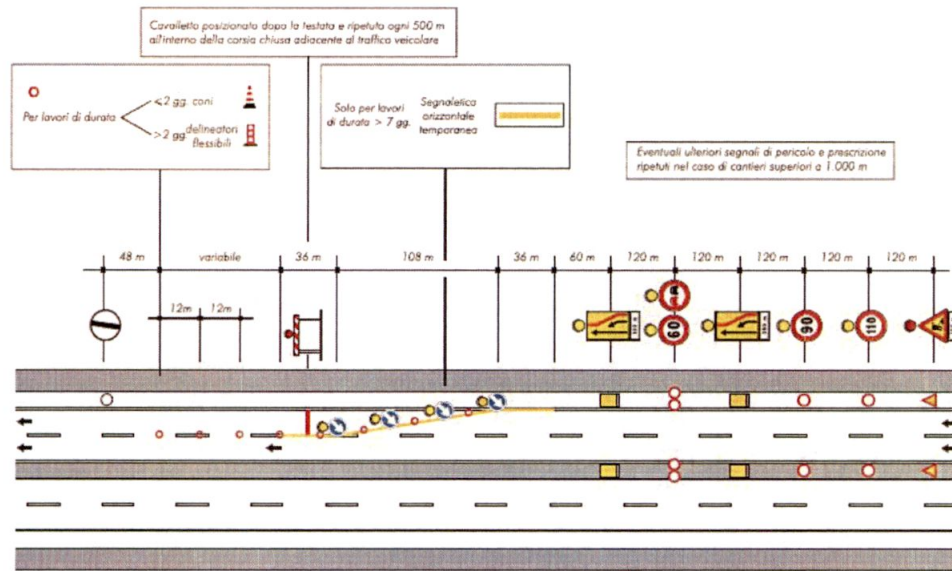 Cavalletto posizionato dopo la testata e ripetuto ogni 500 m
all'interno della corsia chiusa adiacente al traffico veicolare
Per lavori di durata
<2 gg. coni
>2 gg. delineatori
flessibili
Solo per lavori
di durata > 7 gg.
Segnaletica
orizzontale
temporanea
Eventuali ulteriori segnali di pericolo e prescrizione
ripetuti nel caso di cantieri superiori a 1.000 m
48 m variabile 36 m 108 m 36 m 60 m 120 m 120 m 120 m 120 m 120 m
12m 12m
60 90 110